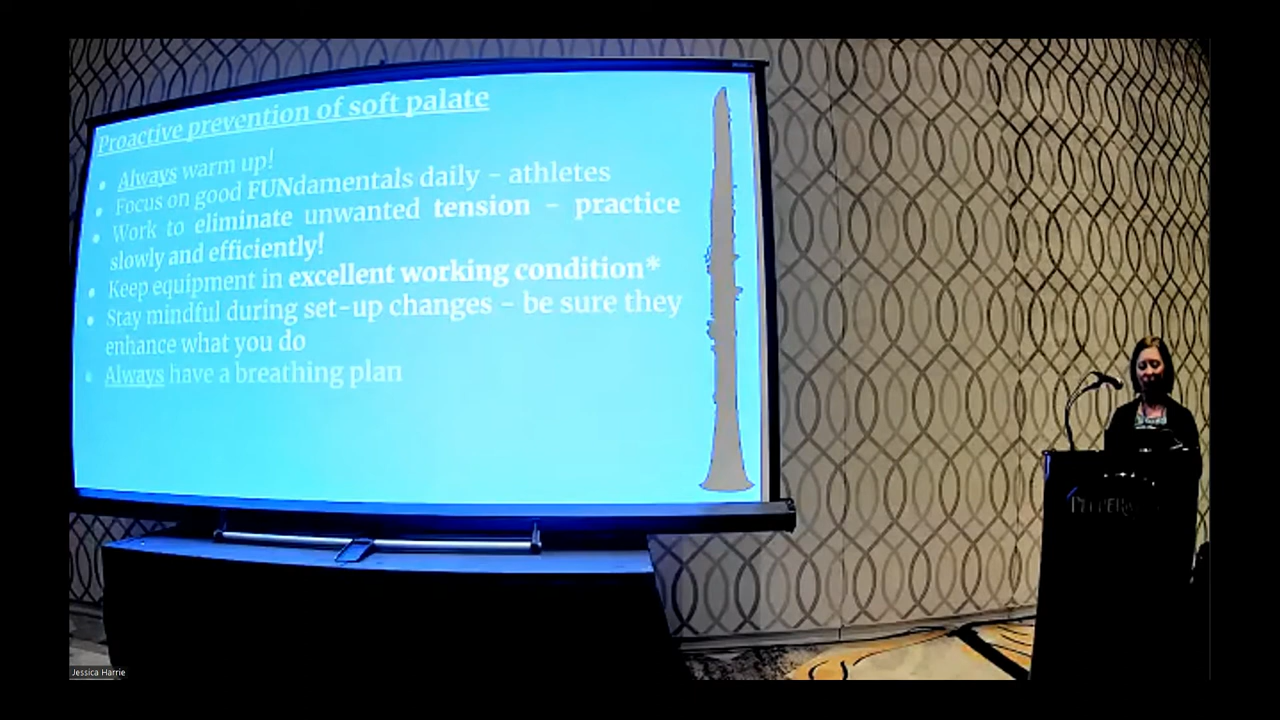 Proactive prevention of soft palate
• Always warm up!
• Focus on good FUNdamentals daily – athletes
• Work to eliminate unwanted tension – practice
slowly and efficiently!
• Keep equipment in excellent working condition*
• Stay mindful during set-up changes – be sure they
enhance what you do
• Always have a breathing plan
Jessica Harrie